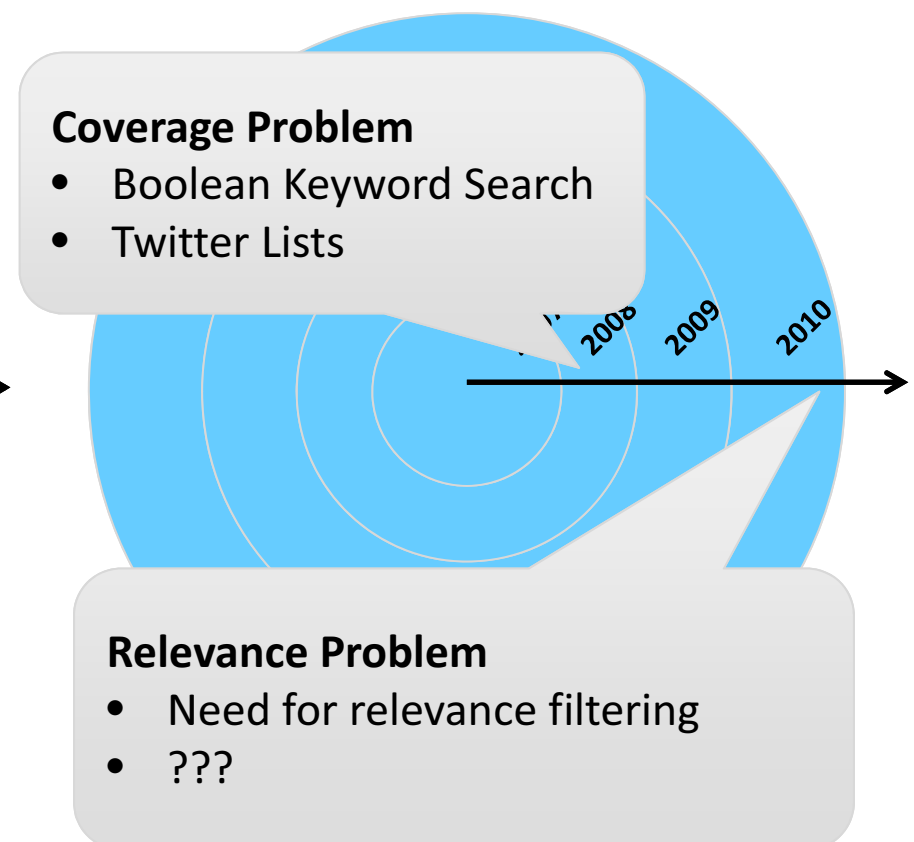 Coverage Problem
• Boolean Keyword Search
• Twitter Lists
2008
2009
2010
Relevance Problem
• Need for relevance filtering
• ???